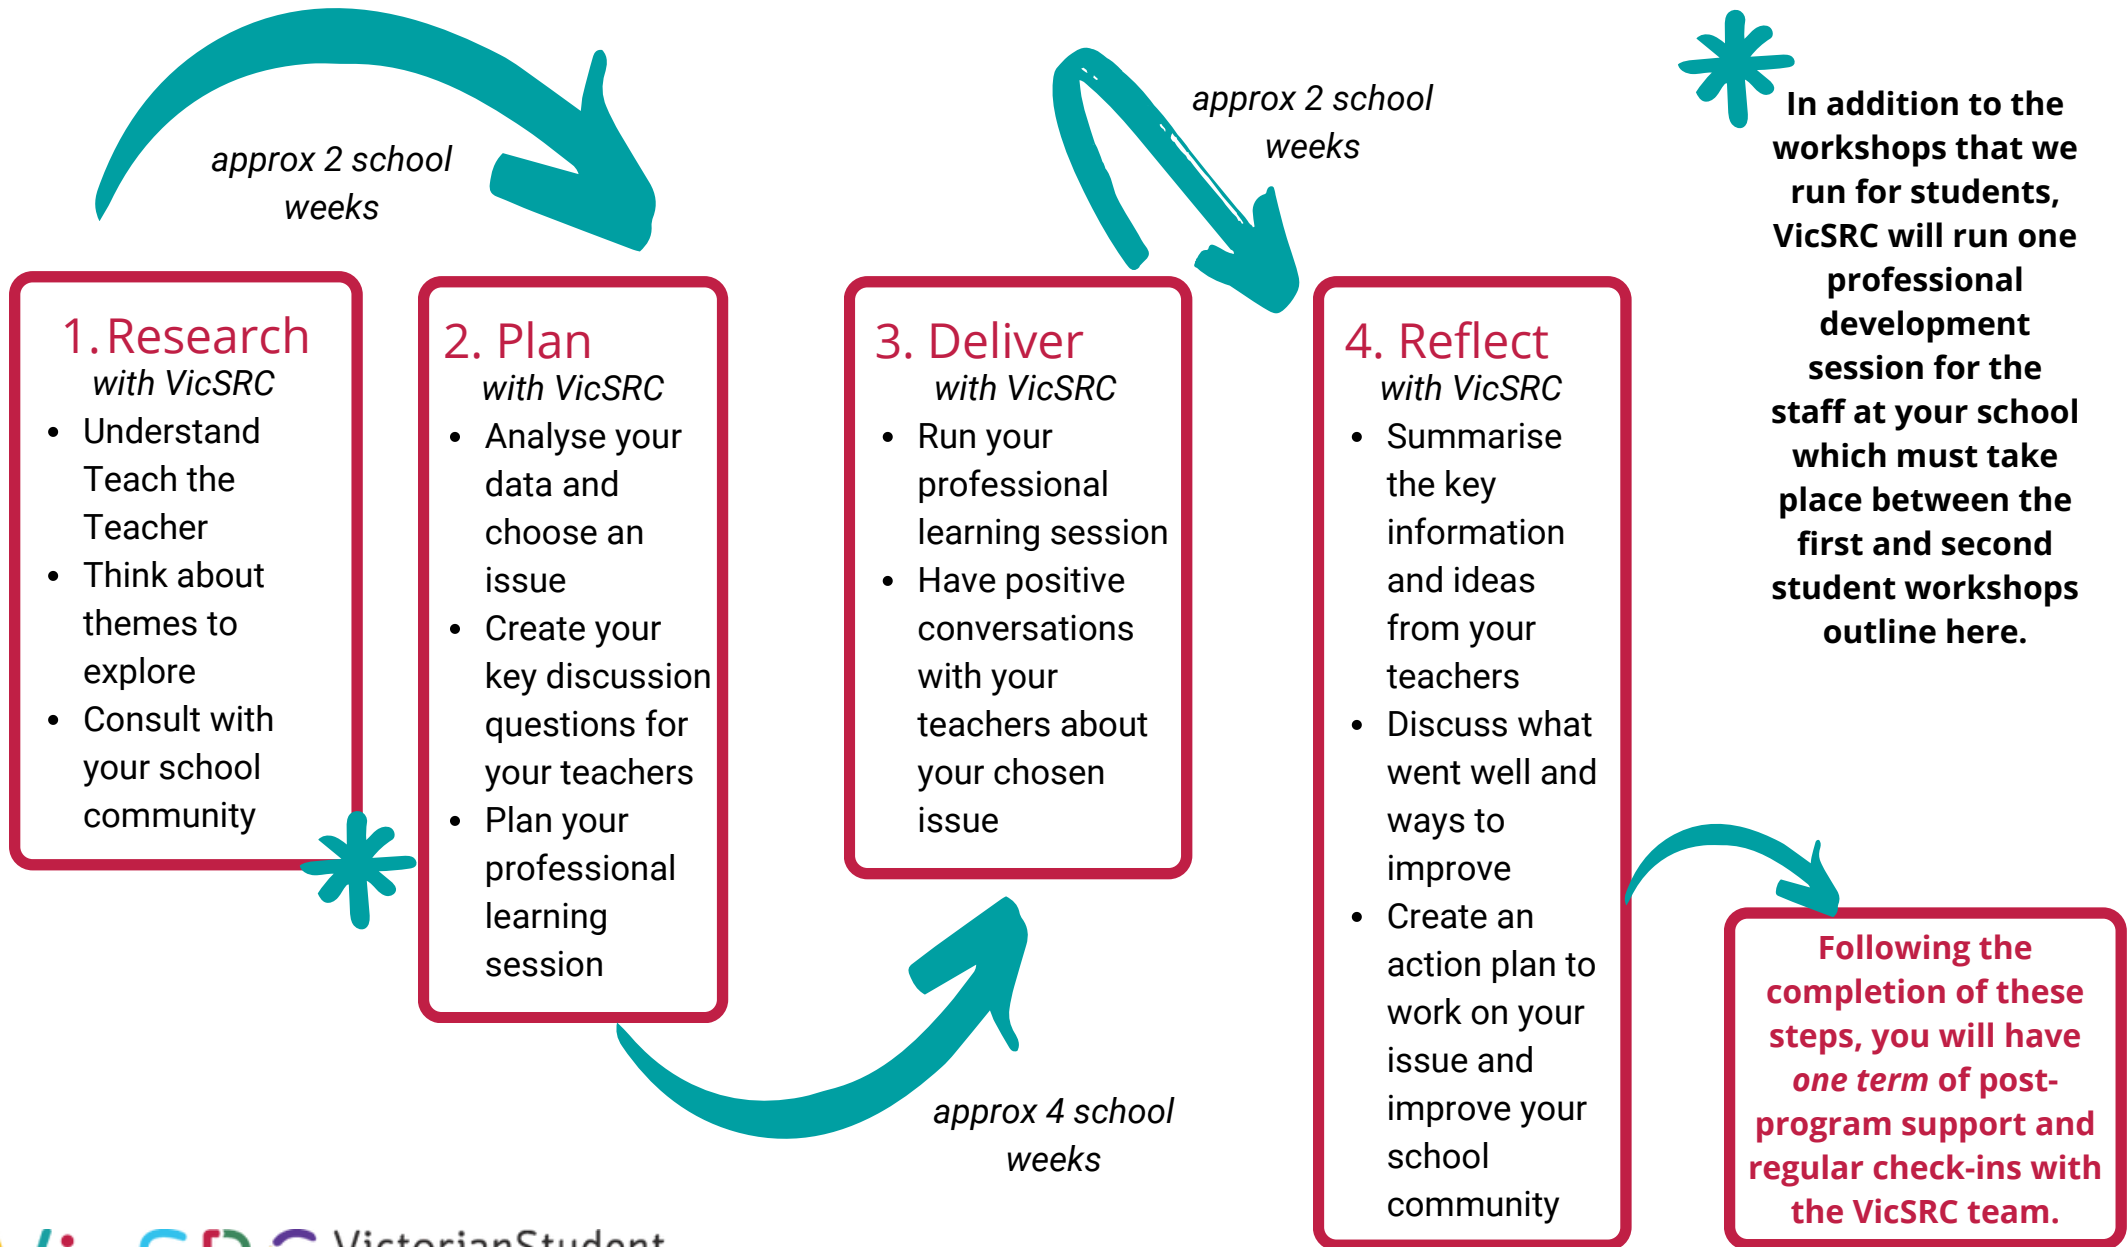 approx 2 school
weeks
1. Research
with VicSRC
• Understand
Teach the
Teacher
• Think about
themes to
explore
• Consult with
your school
community
2. Plan
with VicSRC
• Analyse your
data and
choose an
issue
• Create your
key discussion
questions for
your teachers
• Plan your
professional
learning
session
approx 4 school
weeks
3. Deliver
with VicSRC
• Run your
professional
learning session
• Have positive
conversations
with your
teachers about
your chosen
issue
approx 2 school
weeks
4. Reflect
with VicSRC
• Summarise
the key
information
and ideas
from your
teachers
• Discuss what
went well and
ways to
improve
• Create an
action plan to
work on your
issue and
improve your
school
community
In addition to the
workshops that we
run for students,
VicSRC will run one
professional
development
session for the
staff at your school
which must take
place between the
first and second
student workshops
outline here.
Following the
completion of these
steps, you will have
one term of post-
program support and
regular check-ins with
the VicSRC team.
VicSRC VictorianStudent